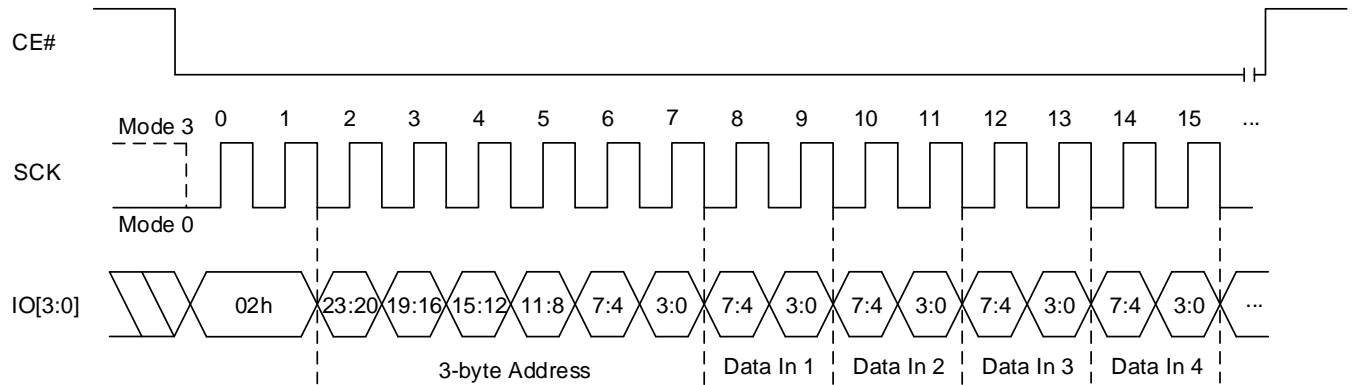 CE#
Mode 3 0 1 2 3 4 5 6 7 8 9 10 11 12 13 14 15 ...
SCK
Mode 0
IO[3:0] 02h 23:20 19:16 15:12 11:8 7:4 3:0 7:4 3:0 7:4 3:0 7:4 3:0 7:4 3:0 ...
3-byte Address Data In 1 Data In 2 Data In 3 Data In 4